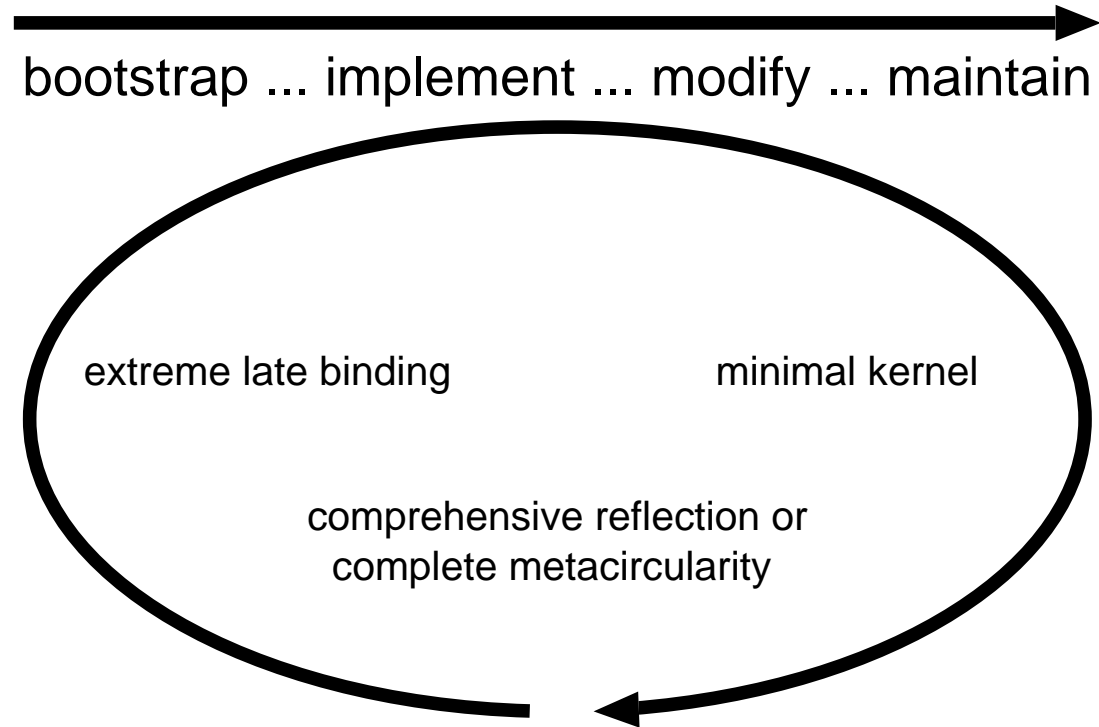 bootstrap ... implement ... modify ... maintain
extreme late binding
minimal kernel
comprehensive reflection or
complete metacircularity